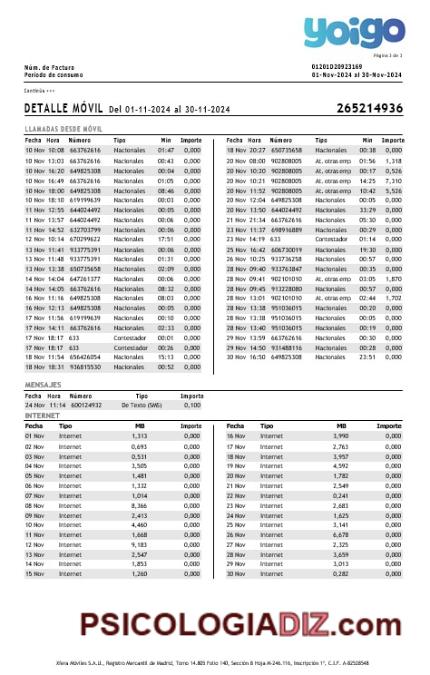 yoigo
Página 3 de 3
Núm. de Factura 01201D20923169
Periodo de consumo 01-Nov-2024 al 30-Nov-2024
Continúa >>>
DETALLE MÓVIL Del 01-11-2024 al 30-11-2024 265214936
LLAMADAS DESDE MÓVIL
Fecha Hora Número Tipo Min Importe
10 Nov 10:08 663762616 Nacionales 01:47 0,000
10 Nov 13:03 663762616 Nacionales 00:43 0,000
10 Nov 16:20 649825308 Nacionales 00:04 0,000
10 Nov 16:49 663762616 Nacionales 01:05 0,000
10 Nov 18:00 649825308 Nacionales 08:46 0,000
10 Nov 18:10 619199639 Nacionales 00:03 0,000
11 Nov 12:55 644024492 Nacionales 00:05 0,000
11 Nov 13:57 644024492 Nacionales 00:06 0,000
11 Nov 14:52 632703799 Nacionales 00:06 0,000
12 Nov 10:14 670299622 Nacionales 17:51 0,000
13 Nov 11:41 933775391 Nacionales 00:06 0,000
13 Nov 11:48 933775391 Nacionales 01:31 0,000
13 Nov 13:38 650735658 Nacionales 02:09 0,000
14 Nov 14:04 647261377 Nacionales 00:05 0,000
14 Nov 14:05 663762616 Nacionales 08:32 0,000
16 Nov 11:16 649825308 Nacionales 08:03 0,000
16 Nov 12:13 649825308 Nacionales 00:05 0,000
17 Nov 11:56 619199639 Nacionales 00:10 0,000
17 Nov 14:11 663762616 Nacionales 02:33 0,000
17 Nov 18:17 633 Contestador 00:01 0,000
17 Nov 18:17 633 Contestador 00:26 0,000
18 Nov 11:54 656426054 Nacionales 15:13 0,000
18 Nov 18:31 936815530 Nacionales 00:52 0,000
Fecha Hora Número Tipo Min Importe
18 Nov 20:27 650735658 Nacionales 00:38 0,000
20 Nov 08:00 902808005 At. otras emp 01:56 1,318
20 Nov 10:20 902808005 At. otras emp 00:17 0,526
20 Nov 10:21 902808005 At. otras emp 14:25 7,310
20 Nov 11:52 902808005 At. otras emp 10:42 5,526
20 Nov 12:04 649825308 Nacionales 00:05 0,000
20 Nov 13:50 644024492 Nacionales 33:29 0,000
21 Nov 21:14 663762616 Nacionales 05:30 0,000
23 Nov 11:37 698916889 Nacionales 00:29 0,000
23 Nov 14:19 633 Contestador 01:14 0,000
25 Nov 16:42 606730019 Nacionales 19:30 0,000
26 Nov 10:25 933758236 Nacionales 00:57 0,000
28 Nov 09:40 933763847 Nacionales 00:35 0,000
28 Nov 09:41 902101010 At. otras emp 03:05 1,870
28 Nov 09:45 913228080 Nacionales 00:57 0,000
28 Nov 13:01 902101010 At. otras emp 02:44 1,702
28 Nov 13:38 951036015 Nacionales 00:20 0,000
28 Nov 13:38 951036015 Nacionales 00:05 0,000
28 Nov 13:40 951036015 Nacionales 00:19 0,000
29 Nov 13:59 663762616 Nacionales 00:30 0,000
29 Nov 14:50 931488116 Nacionales 00:28 0,000
30 Nov 16:50 649825308 Nacionales 23:51 0,000
MENSAJES
Fecha Hora Número Tipo Importe
24 Nov 11:14 600124932 De Texto (SMS) 0,100
INTERNET
Fecha Tipo MB Importe
01 Nov Internet 1,313 0,000
02 Nov Internet 0,693 0,000
03 Nov Internet 0,531 0,000
04 Nov Internet 3,505 0,000
05 Nov Internet 1,481 0,000
06 Nov Internet 1,332 0,000
07 Nov Internet 1,014 0,000
08 Nov Internet 8,366 0,000
09 Nov Internet 2,413 0,000
10 Nov Internet 4,460 0,000
11 Nov Internet 1,668 0,000
12 Nov Internet 9,183 0,000
13 Nov Internet 2,547 0,000
14 Nov Internet 1,853 0,000
15 Nov Internet 1,260 0,000
Fecha Tipo MB Importe
16 Nov Internet 3,990 0,000
17 Nov Internet 2,763 0,000
18 Nov Internet 3,957 0,000
19 Nov Internet 4,592 0,000
20 Nov Internet 1,782 0,000
21 Nov Internet 2,549 0,000
22 Nov Internet 0,241 0,000
23 Nov Internet 2,683 0,000
24 Nov Internet 1,625 0,000
25 Nov Internet 3,141 0,000
26 Nov Internet 6,678 0,000
27 Nov Internet 2,325 0,000
28 Nov Internet 3,659 0,000
29 Nov Internet 3,013 0,000
30 Nov Internet 0,282 0,000
PSICOLOGIADIZ.com
Xfera Móviles S.A.U., Registro Mercantil de Madrid, Tomo 14.805 Folio 140, Sección 8 Hoja M-246.116, Inscripción 1ª, C.I.F. A-82528548